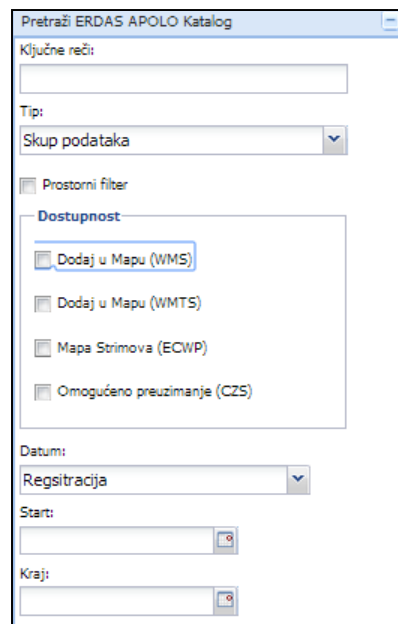 Pretraži ERDAS APOLO Katalog
Ključne reči:
Tip:
Skup podataka
Prostorni filter
Dostupnost
Dodaj u Mapu (WMS)
Dodaj u Mapu (WMTS)
Mapa Strimova (ECWP)
Omogućeno preuzimanje (CZS)
Datum:
Regsitracija
Start:
Kraj: